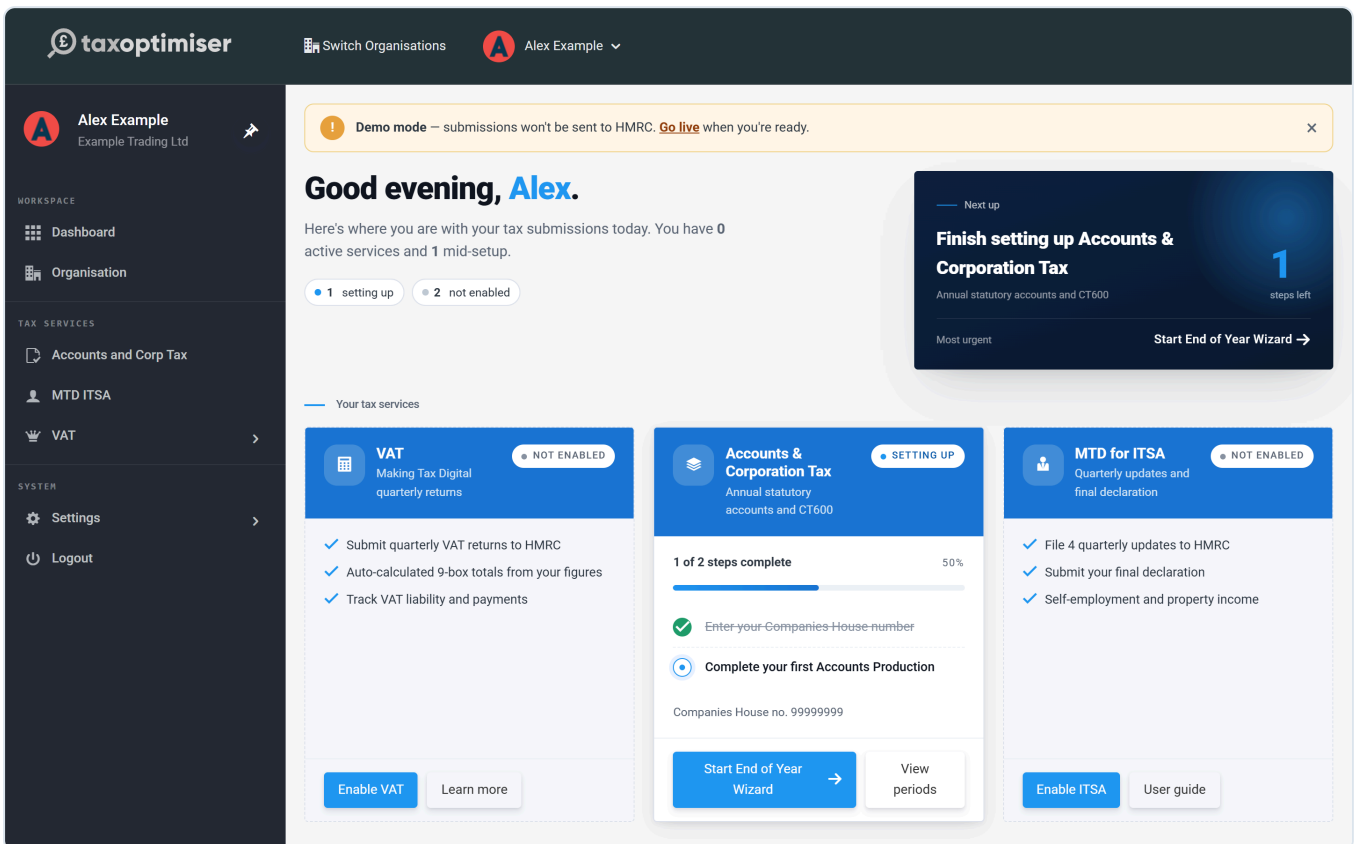 taxoptimiser
Switch Organisations
Alex Example
Alex Example
Example Trading Ltd
WORKSPACE
Dashboard
Organisation
TAX SERVICES
Accounts and Corp Tax
MTD ITSA
VAT
SYSTEM
Settings
Logout
Demo mode — submissions won't be sent to HMRC. Go live when you're ready.
Good evening, Alex.
Here's where you are with your tax submissions today. You have 0
active services and 1 mid-setup.
1 setting up
2 not enabled
Next up
Finish setting up Accounts &
Corporation Tax
Annual statutory accounts and CT600
1
steps left
Most urgent
Start End of Year Wizard
Your tax services
VAT
Making Tax Digital
quarterly returns
NOT ENABLED
Submit quarterly VAT returns to HMRC
Auto-calculated 9-box totals from your figures
Track VAT liability and payments
Enable VAT
Learn more
Accounts &
Corporation Tax
Annual statutory
accounts and CT600
SETTING UP
1 of 2 steps complete
50%
Enter your Companies House number
Complete your first Accounts Production
Companies House no. 99999999
Start End of Year
Wizard
View
periods
MTD for ITSA
Quarterly updates and
final declaration
NOT ENABLED
File 4 quarterly updates to HMRC
Submit your final declaration
Self-employment and property income
Enable ITSA
User guide